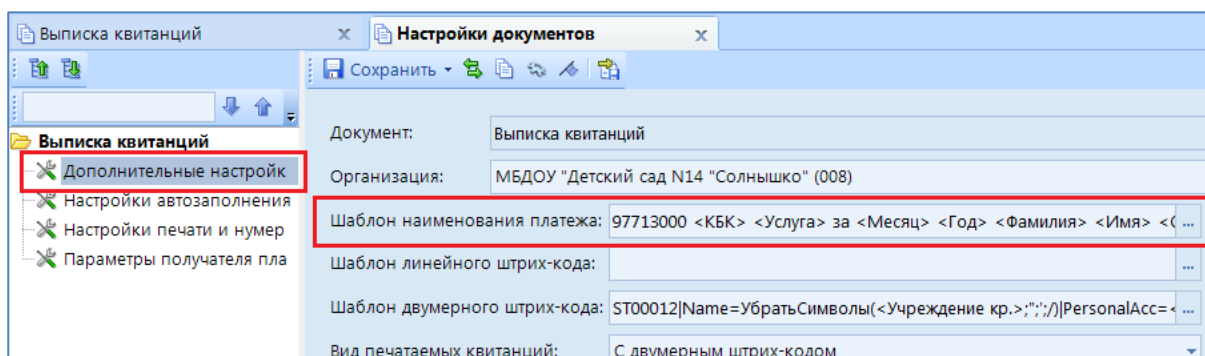 Выписка квитанций x Настройки документов x
Сохранить
Выписка квитанций
Дополнительные настройк
Настройки автозаполнения
Настройки печати и нумер
Параметры получателя пла
Документ: Выписка квитанций
Организация: МБДОУ "Детский сад N14 "Солнышко" (008)
Шаблон наименования платежа: 97713000 <КБК> <Услуга> за <Месяц> <Год> <Фамилия> <Имя> <( ...
Шаблон линейного штрих-кода: ...
Шаблон двумерного штрих-кода: ST00012|Name=УбратьСимволы(<Учреждение кр.>;";';/)|PersonalAcc=< ...
Вид печатаемых квитанций: С двумерным штрих-кодом